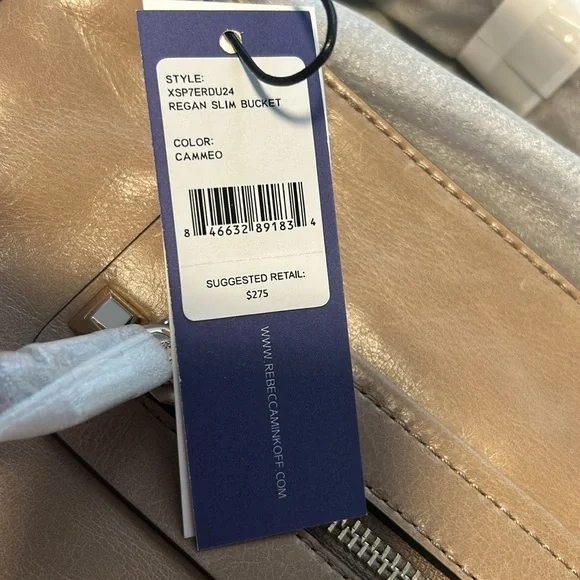 STYLE:
XSP7ERDU24
REGAN SLIM BUCKET
COLOR:
CAMMEO
8 46632 89183 4
SUGGESTED RETAIL:
$275
WWW.REBECCAMINKOFF.COM